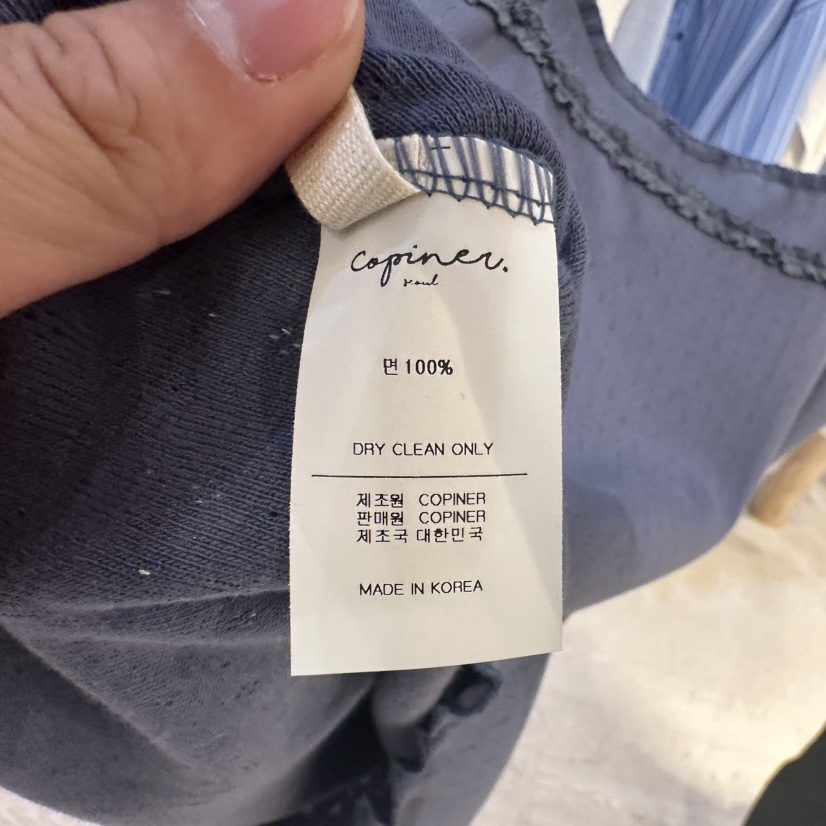 copiner.
seoul
면 100%
DRY CLEAN ONLY
제조원 COPINER
판매원 COPINER
제조국 대한민국
MADE IN KOREA